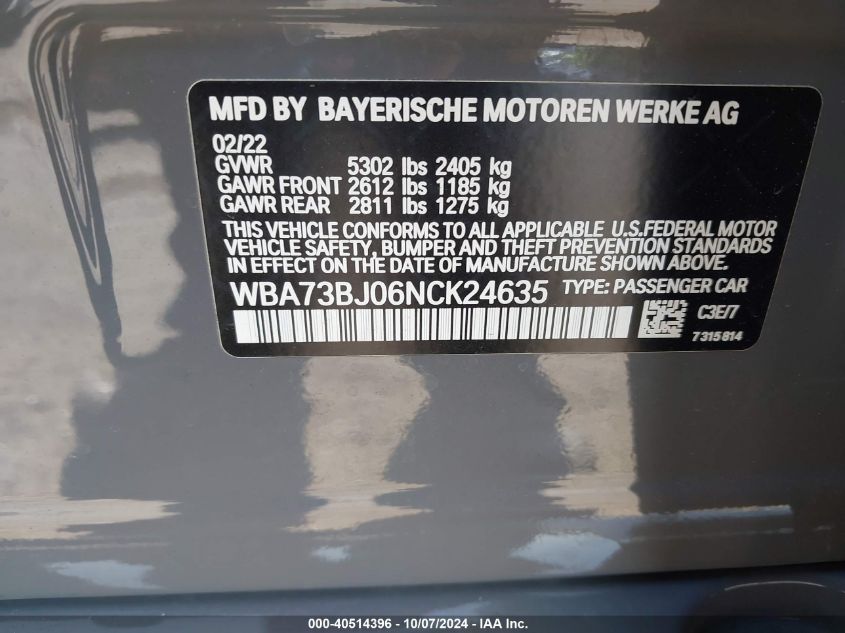 MFD BY BAYERISCHE MOTOREN WERKE AG
02/22
GVWR 5302 lbs 2405 kg
GAWR FRONT 2612 lbs 1185 kg
GAWR REAR 2811 lbs 1275 kg
THIS VEHICLE CONFORMS TO ALL APPLICABLE U.S.FEDERAL MOTOR
VEHICLE SAFETY, BUMPER AND THEFT PREVENTION STANDARDS
IN EFFECT ON THE DATE OF MANUFACTURE SHOWN ABOVE.
WBA73BJ06NCK24635 TYPE: PASSENGER CAR
C3E/7
7315814
000-40514396 - 10/07/2024 - IAA Inc.